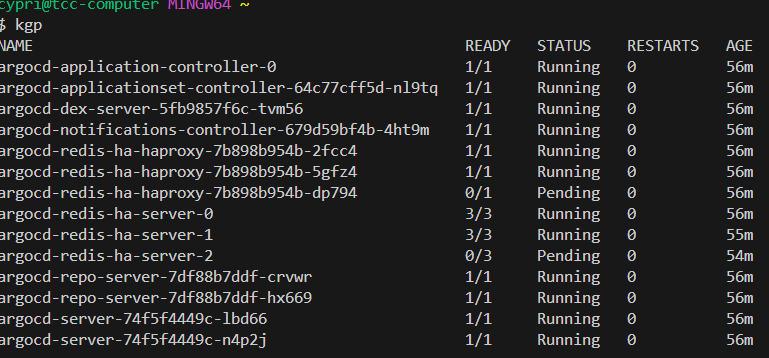 cypri@tcc-computer MINGW64 ~
$ kgp
NAME READY STATUS RESTARTS AGE
argocd-application-controller-0 1/1 Running 0 56m
argocd-applicationset-controller-64c77cff5d-nl9tq 1/1 Running 0 56m
argocd-dex-server-5fb9857f6c-tvm56 1/1 Running 0 56m
argocd-notifications-controller-679d59bf4b-4ht9m 1/1 Running 0 56m
argocd-redis-ha-haproxy-7b898b954b-2fcc4 1/1 Running 0 56m
argocd-redis-ha-haproxy-7b898b954b-5gfz4 1/1 Running 0 56m
argocd-redis-ha-haproxy-7b898b954b-dp794 0/1 Pending 0 56m
argocd-redis-ha-server-0 3/3 Running 0 56m
argocd-redis-ha-server-1 3/3 Running 0 55m
argocd-redis-ha-server-2 0/3 Pending 0 54m
argocd-repo-server-7df88b7ddf-crvwr 1/1 Running 0 56m
argocd-repo-server-7df88b7ddf-hx669 1/1 Running 0 56m
argocd-server-74f5f4449c-lbd66 1/1 Running 0 56m
argocd-server-74f5f4449c-n4p2j 1/1 Running 0 56m